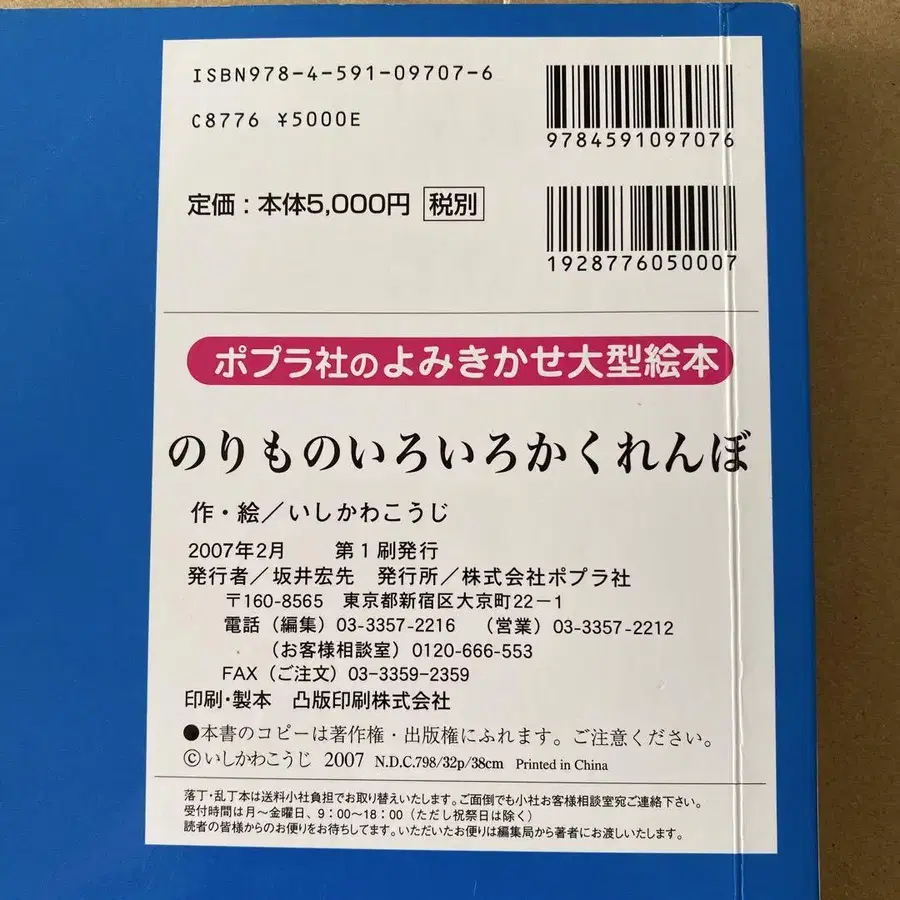 ISBN978-4-591-09707-6
C8776 ¥5000E
9784591097076
定価：本体5,000円 税別
1928776050007
ポプラ社のよみきかせ大型絵本
のりものいろいろかくれんぼ
作・絵／いしかわこうじ
2007年2月　第1刷発行
発行者／坂井宏先　発行所／株式会社ポプラ社
〒160-8565　東京都新宿区大京町22－1
電話（編集）03-3357-2216　（営業）03-3357-2212
（お客様相談室）0120-666-553
FAX（ご注文）03-3359-2359
印刷・製本　凸版印刷株式会社
●本書のコピーは著作権・出版権にふれます。ご注意ください。
©いしかわこうじ　2007　N.D.C.798/32p/38cm　Printed in China
落丁・乱丁本は送料小社負担でお取り替えいたします。ご面倒でも小社お客様相談室宛ご連絡下さい。
受付時間は月～金曜日、9：00～18：00（ただし祝祭日は除く）
読者の皆様からのお便りをお待ちしてます。いただいたお便りは編集局から著者にお渡しいたします。